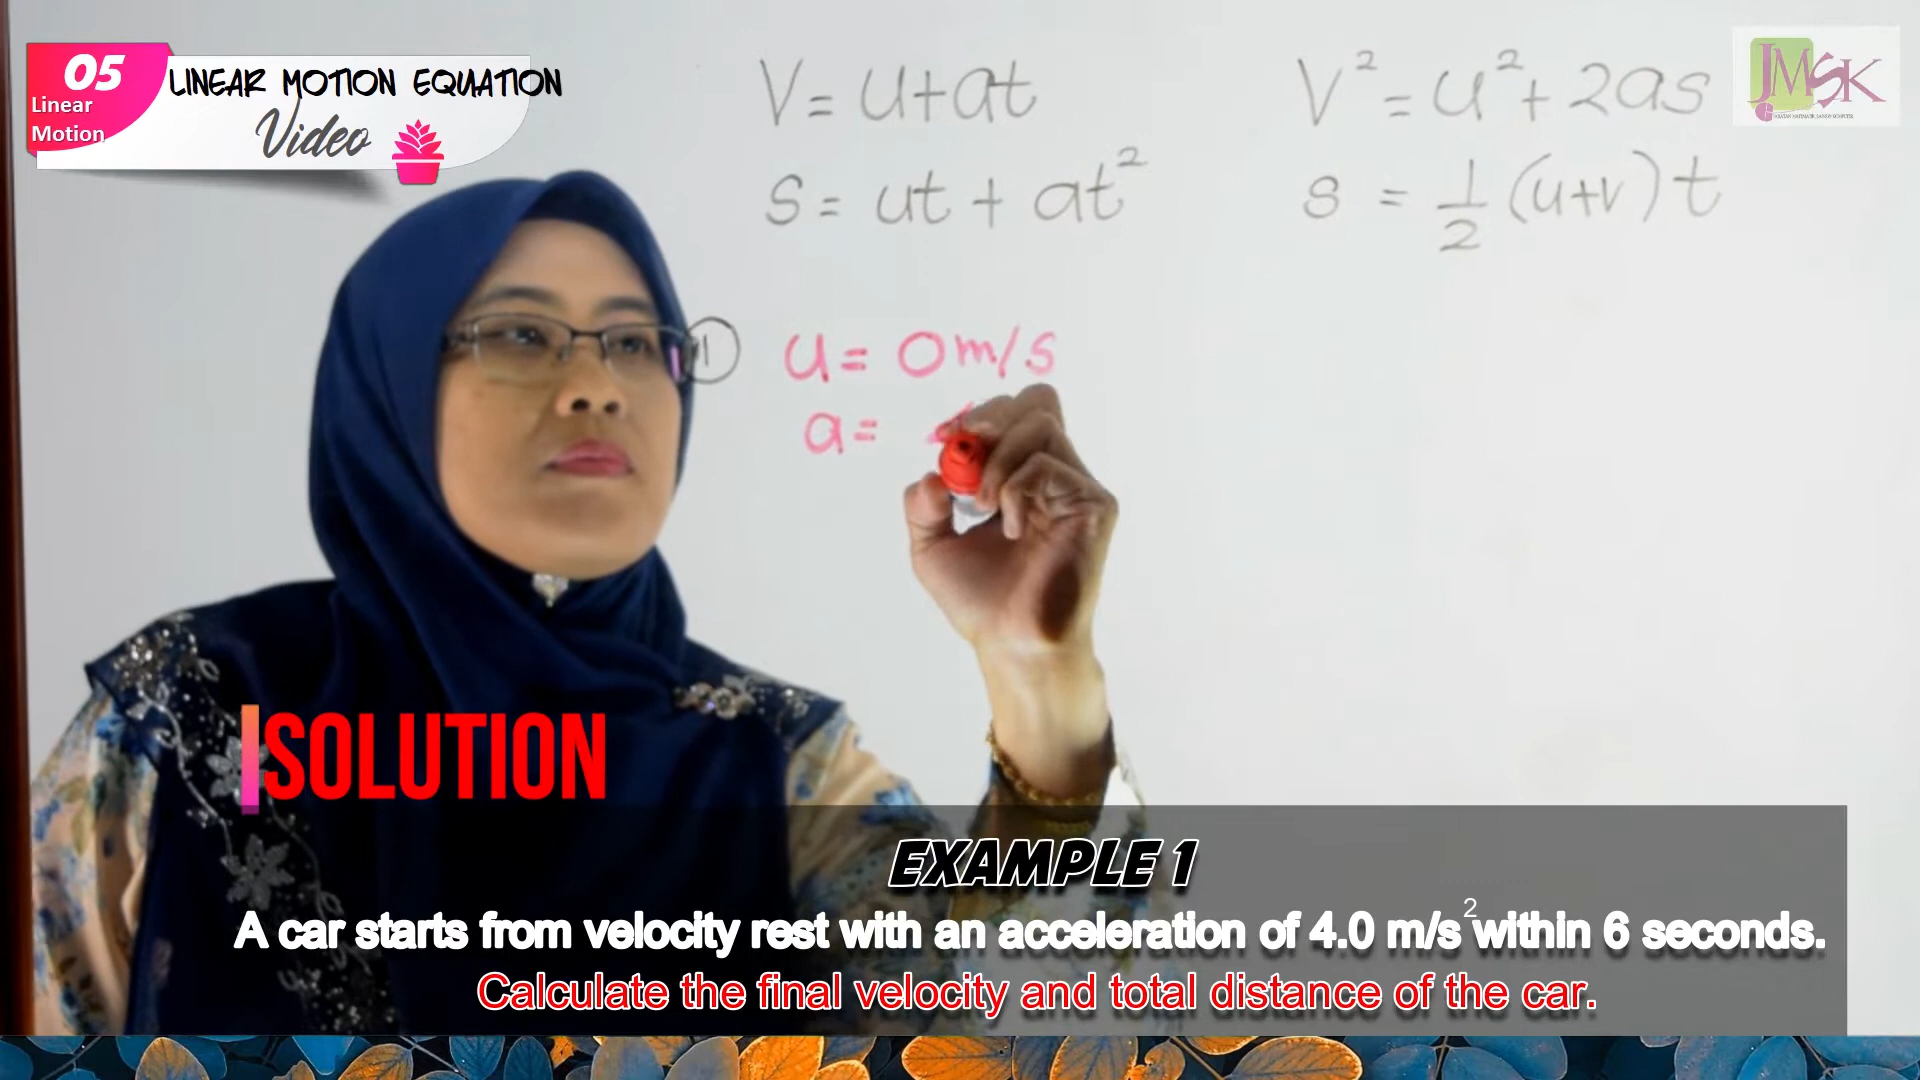 05
Linear
Motion
LINEAR MOTION EQUATION
Video
JMSK
V = u+at
S = ut + at²
V² = u² + 2as
s = 1/2 (u+v) t
① u = 0 m/s
a =
SOLUTION
EXAMPLE 1
A car starts from velocity rest with an acceleration of 4.0 m/s² within 6 seconds.
Calculate the final velocity and total distance of the car.